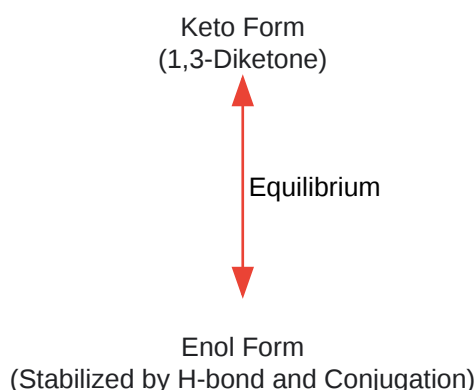 Keto Form
(1,3-Diketone)
Equilibrium
Enol Form
(Stabilized by H-bond and Conjugation)